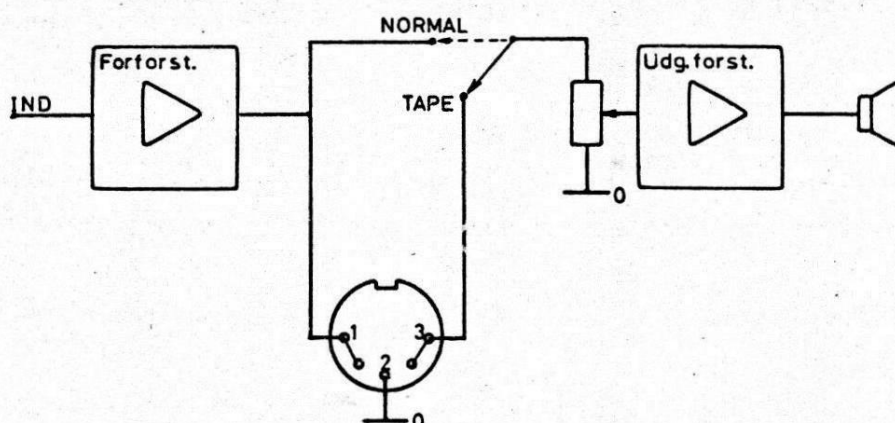 NORMAL
Forforst.
Udg.forst.
IND
TAPE
0
1
3
2
0